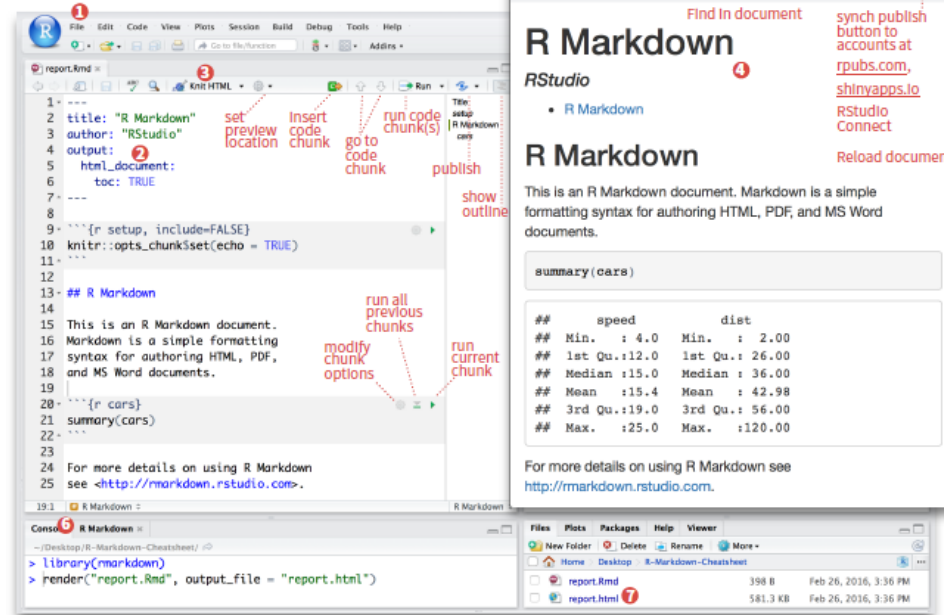 1
File Edit Code View Plots Session Build Debug Tools Help
R
Go to file/function Addins
report.Rmd
3
Knit HTML Run
1 ---
2 title: "R Markdown"
3 author: "RStudio"
4 output:
2
5 html_document:
6 toc: TRUE
7 ---
8
9 ```{r setup, include=FALSE}
10 knitr::opts_chunk$set(echo = TRUE)
11 ```
12
13 ## R Markdown
14
15 This is an R Markdown document.
16 Markdown is a simple formatting
17 syntax for authoring HTML, PDF,
18 and MS Word documents.
19
20 ```{r cars}
21 summary(cars)
22 ```
23
24 For more details on using R Markdown
25 see <http://rmarkdown.rstudio.com>.
set
preview
location
Insert
code
chunk
go to
code
chunk
run code
chunk(s)
publish
show
outline
Title
setup
R Markdown
cars
modify
chunk
options
run all
previous
chunks
run
current
chunk
19:1 R Markdown R Markdown
Find in document
synch publish
button to
accounts at
rpubs.com,
shinyapps.io
RStudio
Connect
Reload documen
R Markdown
4
RStudio
R Markdown
R Markdown
This is an R Markdown document. Markdown is a simple
formatting syntax for authoring HTML, PDF, and MS Word
documents.
summary(cars)
## speed dist
## Min. : 4.0 Min. : 2.00
## 1st Qu.:12.0 1st Qu.: 26.00
## Median :15.0 Median : 36.00
## Mean :15.4 Mean : 42.98
## 3rd Qu.:19.0 3rd Qu.: 56.00
## Max. :25.0 Max. :120.00
For more details on using R Markdown see
http://rmarkdown.rstudio.com.
6
Console R Markdown
~/Desktop/R-Markdown-Cheatsheet/
> library(rmarkdown)
> render("report.Rmd", output_file = "report.html")
Files Plots Packages Help Viewer
New Folder Delete Rename More
Home Desktop R-Markdown-Cheatsheet
report.Rmd 398 B Feb 26, 2016, 3:36 PM
report.html 7 581.3 KB Feb 26, 2016, 3:36 PM